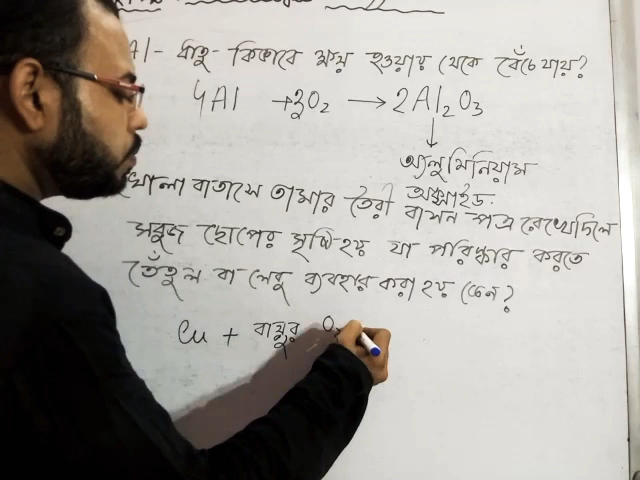 Al - ধাতু - কিভাবে ক্ষয় হওয়ার থেকে বেঁচে যায়?
4Al + 3O₂ → 2Al₂O₃
↓
অ্যালুমিনিয়াম
অক্সাইড.
খোলা বাতাসে তামার তৈরী বাসন পত্র রেখেদিলে
সবুজ ছোপের সৃষ্টি হয় যা পরিষ্কার করতে
তেঁতুল বা লেবু ব্যবহার করা হয় কেন?
Cu + বায়ুর O₂